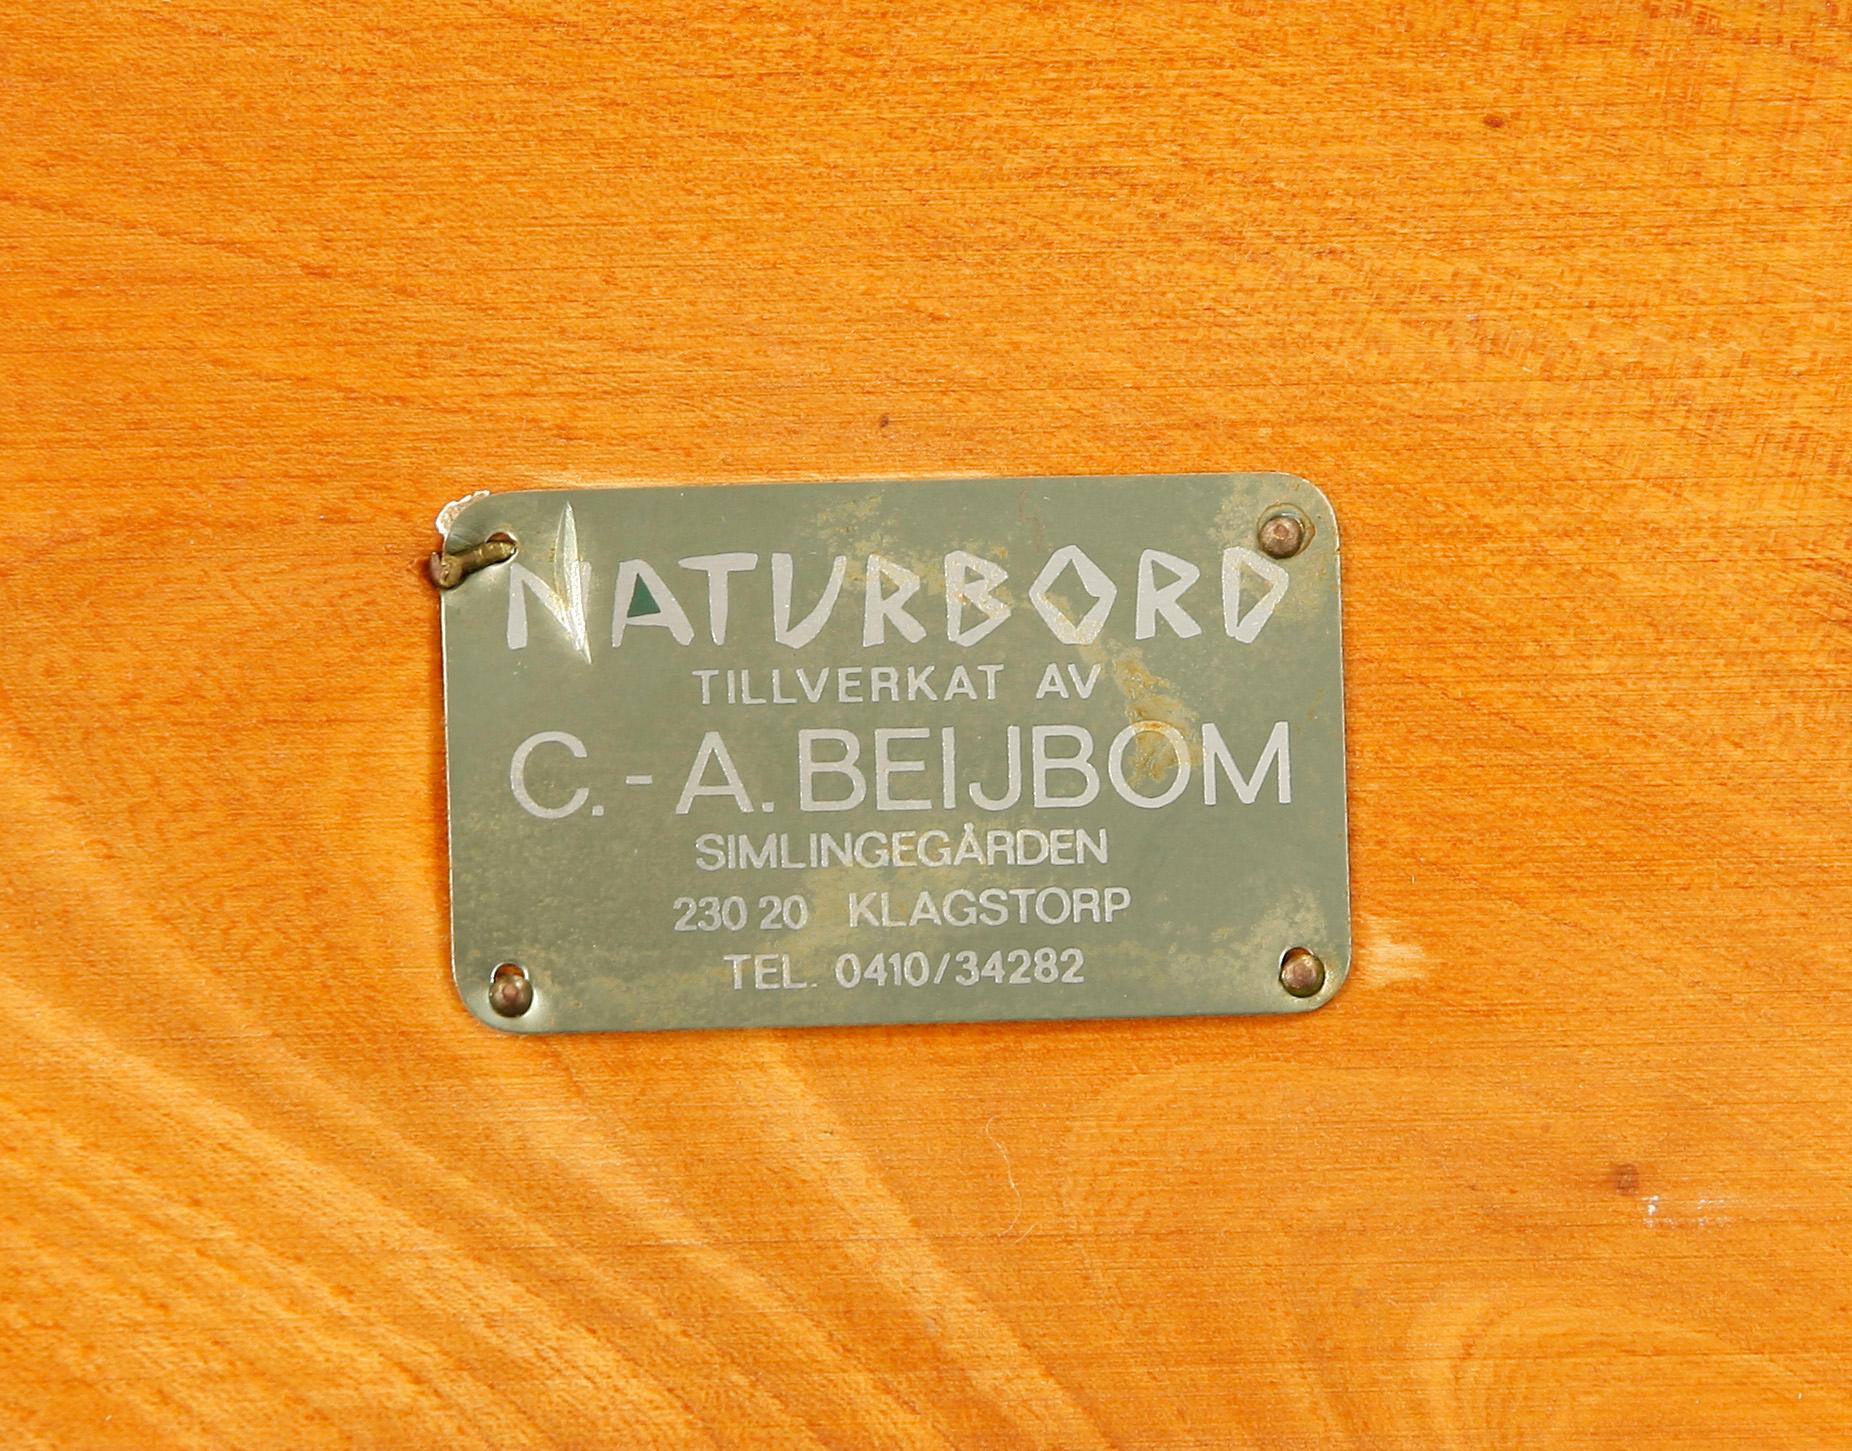 NATURBORD
TILLVERKAT AV
C.-A. BEIJBOM
SIMLINGEGÅRDEN
230 20 KLAGSTORP
TEL. 0410/34282